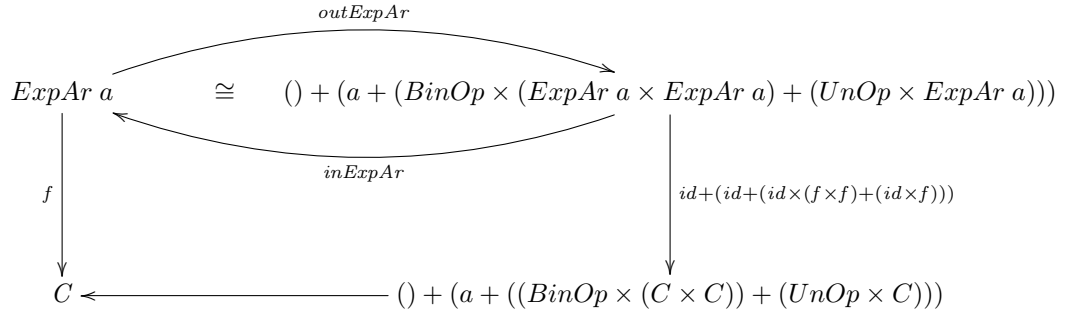 outExpAr
ExpAr a ≅ () + (a + (BinOp × (ExpAr a × ExpAr a) + (UnOp × ExpAr a)))
inExpAr
f id+(id+(id×(f×f)+(id×f)))
C () + (a + ((BinOp × (C × C)) + (UnOp × C)))